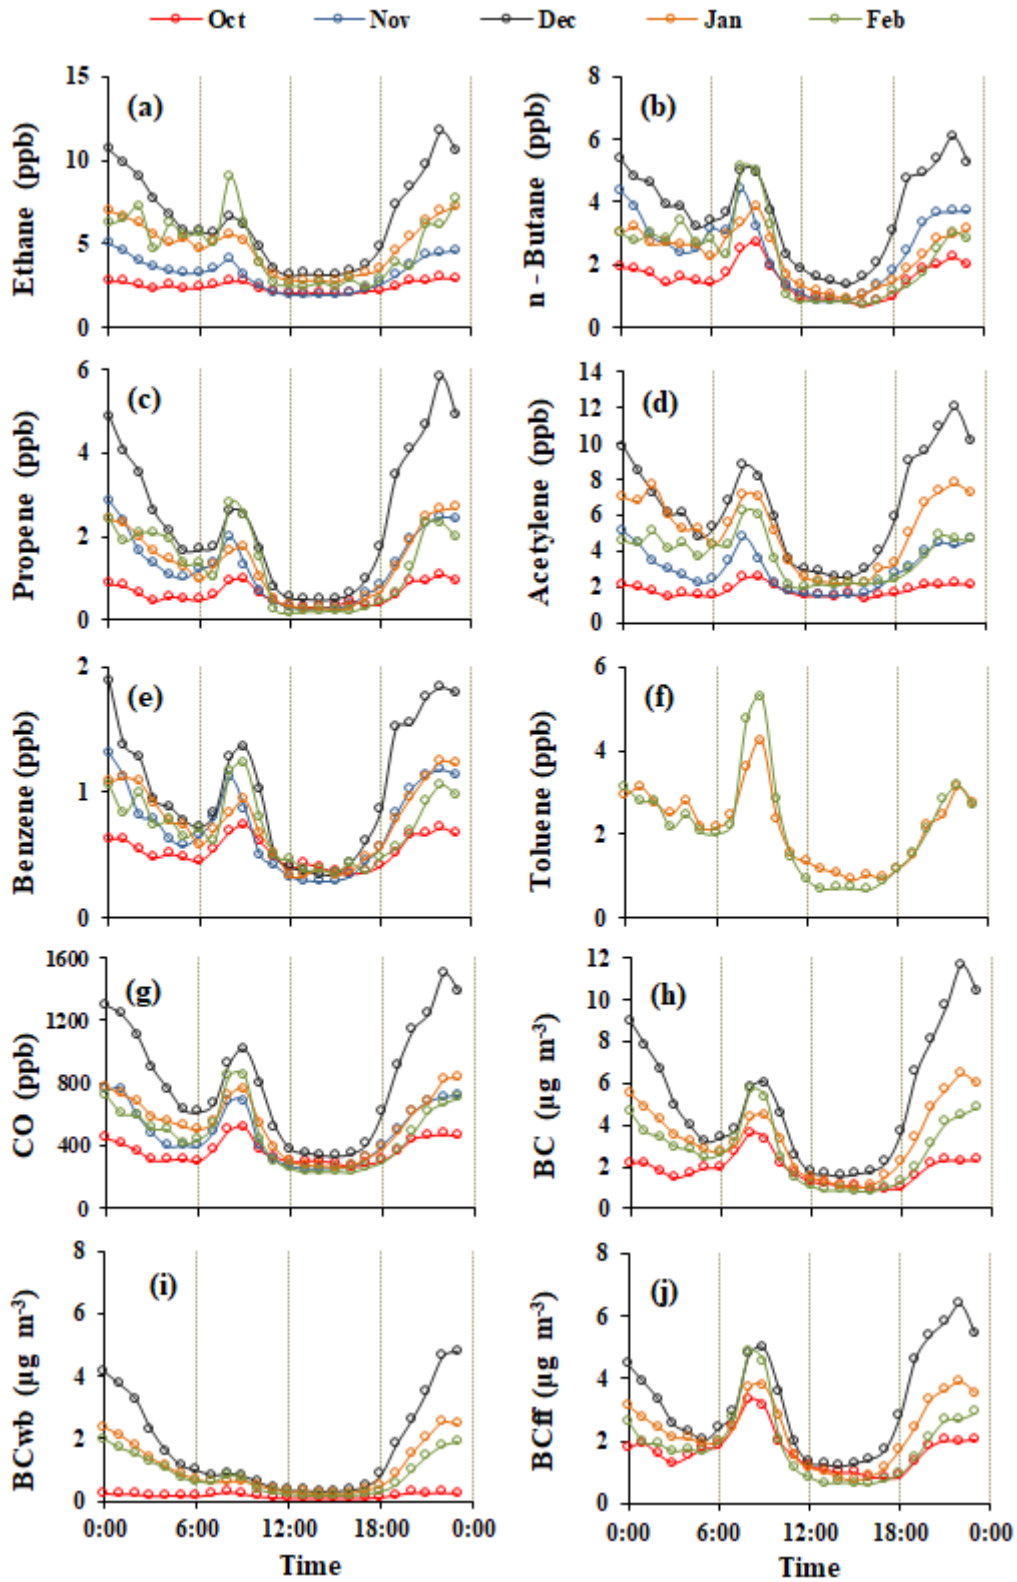 Oct Nov Dec Jan Feb
(a)
Ethane (ppb)
15
10
5
0
(b)
n - Butane (ppb)
8
6
4
2
0
(c)
Propene (ppb)
6
4
2
0
(d)
Acetylene (ppb)
14
12
10
8
6
4
2
0
(e)
Benzene (ppb)
2
1
0
(f)
Toluene (ppb)
6
4
2
0
(g)
CO (ppb)
1600
1200
800
400
0
(h)
BC (µg m-3)
12
10
8
6
4
2
0
(i)
BCwb (µg m-3)
8
6
4
2
0
0:00 6:00 12:00 18:00 0:00
Time
(j)
BCff (µg m-3)
8
6
4
2
0
0:00 6:00 12:00 18:00 0:00
Time